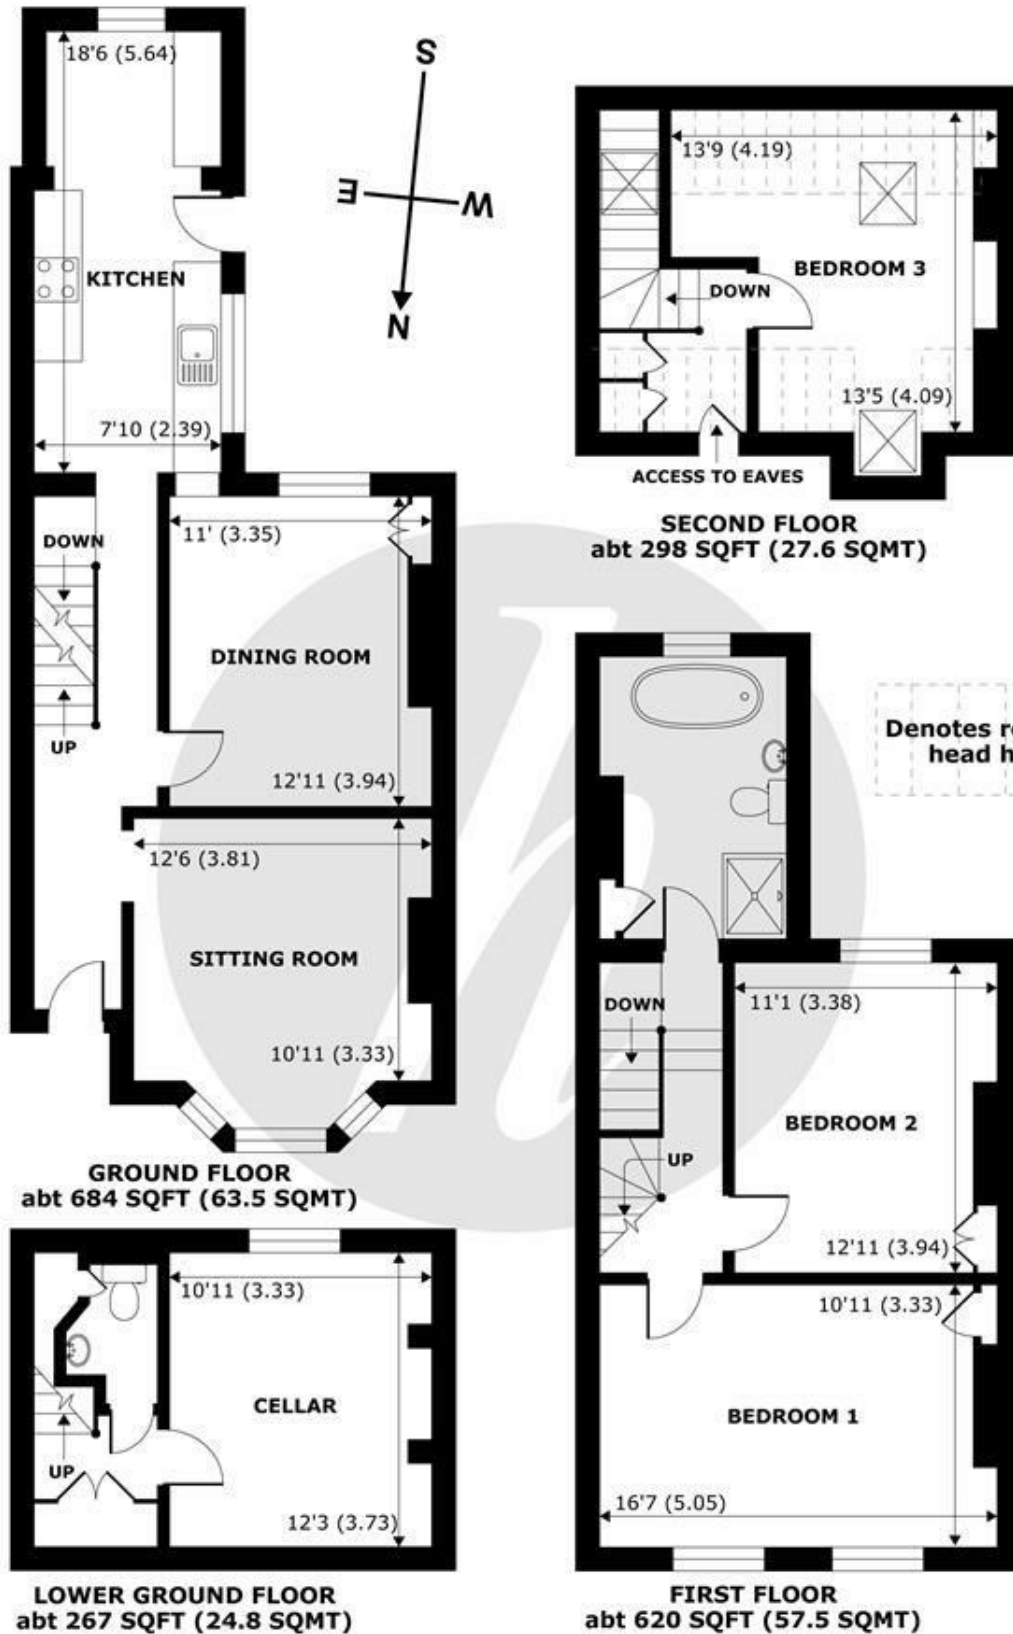 18'6 (5.64)
KITCHEN
7'10 (2.39)
S
E
W
N
DOWN
UP
11' (3.35)
DINING ROOM
12'11 (3.94)
12'6 (3.81)
SITTING ROOM
10'11 (3.33)
GROUND FLOOR
abt 684 SQFT (63.5 SQMT)
13'9 (4.19)
BEDROOM 3
DOWN
13'5 (4.09)
ACCESS TO EAVES
SECOND FLOOR
abt 298 SQFT (27.6 SQMT)
Denotes
head
DOWN
11'1 (3.38)
BEDROOM 2
UP
12'11 (3.94)
10'11 (3.33)
BEDROOM 1
16'7 (5.05)
FIRST FLOOR
abt 620 SQFT (57.5 SQMT)
10'11 (3.33)
CELLAR
UP
12'3 (3.73)
LOWER GROUND FLOOR
abt 267 SQFT (24.8 SQMT)
h